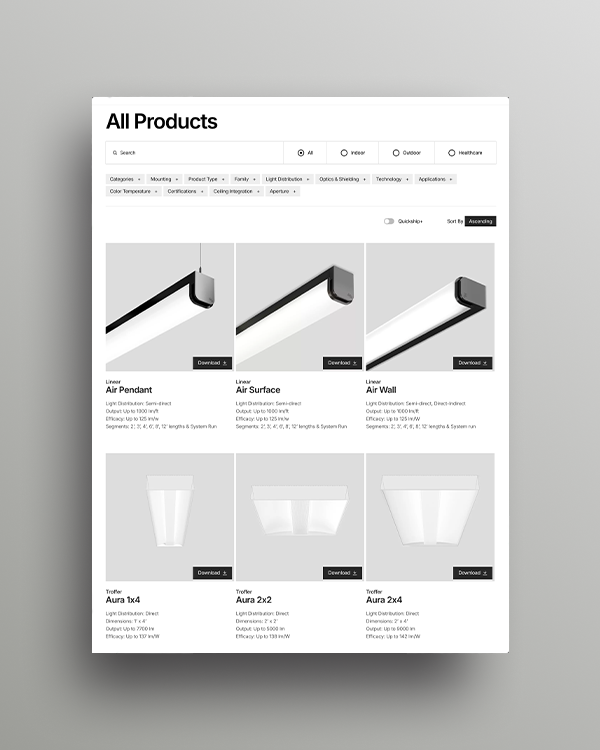 All Products
Search
All
Indoor
Outdoor
Healthcare
Categories + Mounting + Product Type + Family + Light Distribution + Optics & Shielding + Technology + Applications +
Color Temperature + Certifications + Ceiling Integration + Aperture +
Quickship+
Sort By Ascending
Download
Download
Download
Linear
Air Pendant
Light Distribution: Semi-direct
Output: Up to 1000 lm/ft
Efficacy: Up to 125 lm/w
Segments: 2', 3', 4', 6', 8', 12' lengths & System Run
Linear
Air Surface
Light Distribution: Semi-direct
Output: Up to 1000 lm/ft
Efficacy: Up to 125 lm/w
Segments: 2', 3', 4', 6', 8', 12' lengths & System Run
Linear
Air Wall
Light Distribution: Semi-direct, Direct-indirect
Output: Up to 1000 lm/ft
Efficacy: Up to 125 lm/w
Segments: 2', 3', 4', 6', 8', 12' lengths & System run
Download
Download
Download
Troffer
Aura 1x4
Light Distribution: Direct
Dimensions: 1' x 4'
Output: Up to 7700 lm
Efficacy: Up to 137 lm/W
Troffer
Aura 2x2
Light Distribution: Direct
Dimensions: 2' x 2'
Output: Up to 5000 lm
Efficacy: Up to 138 lm/W
Troffer
Aura 2x4
Light Distribution: Direct
Dimensions: 2' x 4'
Output: Up to 9000 lm
Efficacy: Up to 142 lm/W